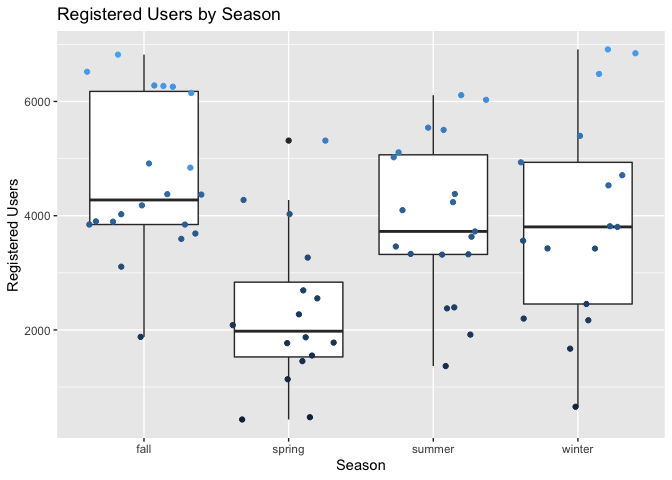 Registered Users by Season
Registered Users
6000
4000
2000
fall spring summer winter
Season